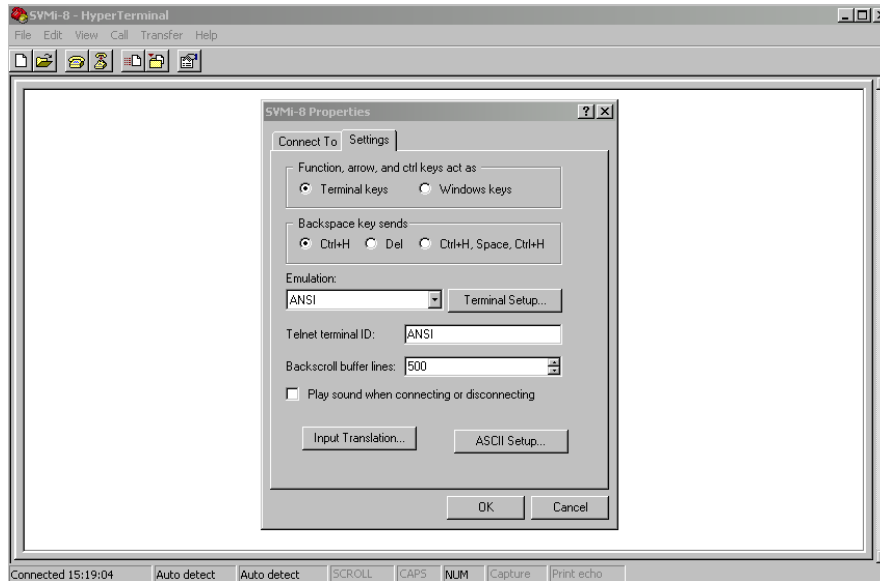 SVMi-8 - HyperTerminal
File Edit View Call Transfer Help
SVMi-8 Properties
Connect To Settings
Function, arrow, and ctrl keys act as
Terminal keys Windows keys
Backspace key sends
Ctrl+H Del Ctrl+H, Space, Ctrl+H
Emulation:
ANSI Terminal Setup...
Telnet terminal ID: ANSI
Backscroll buffer lines: 500
Play sound when connecting or disconnecting
Input Translation... ASCII Setup...
OK Cancel
Connected 15:19:04 Auto detect Auto detect SCROLL CAPS NUM Capture Print echo